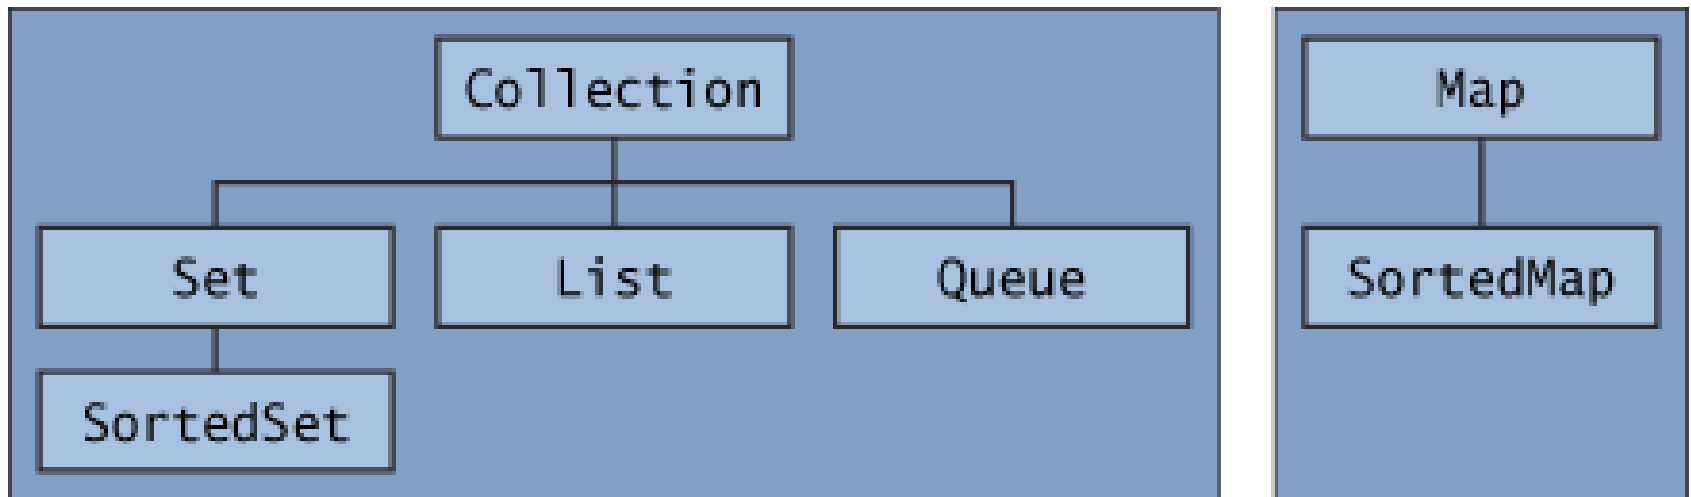 Collection
Map
Set
List
Queue
SortedMap
SortedSet